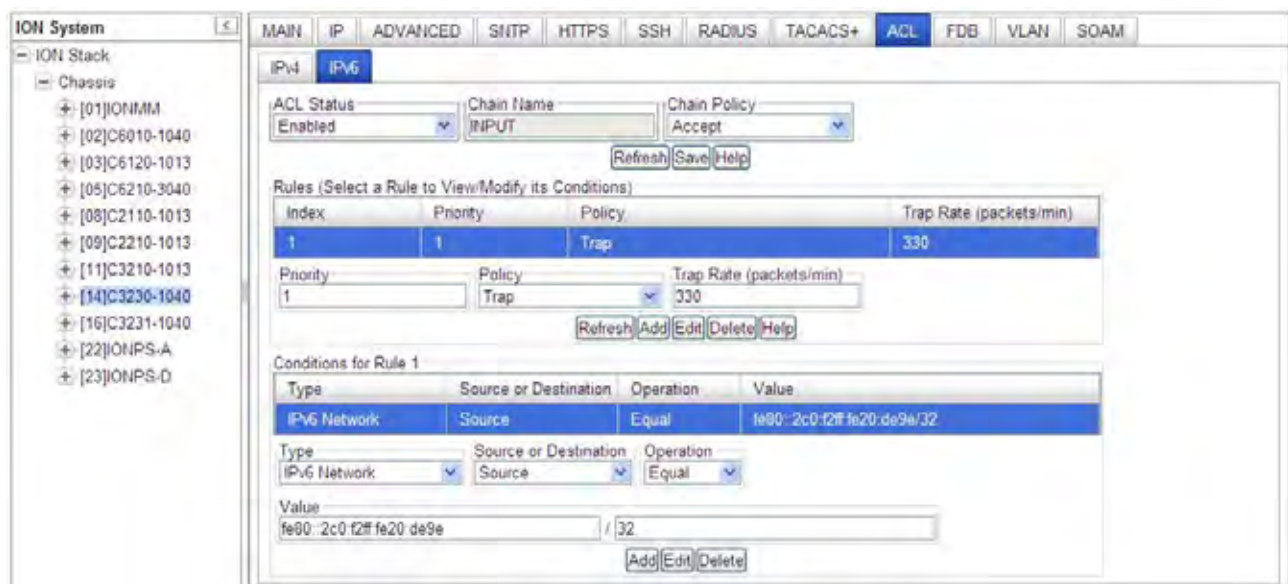 ION System
ION Stack
Chassis
[01]IONMM
[02]C6010-1040
[03]C6120-1013
[05]C6210-3040
[08]C2110-1013
[09]C2210-1013
[11]C3210-1013
[14]C3230-1040
[16]C3231-1040
[22]IONPS-A
[23]IONPS-D
MAIN IP ADVANCED SNTP HTTPS SSH RADIUS TACACS+ ACL FDB VLAN SOAM
IPv4 IPv6
ACL Status Chain Name Chain Policy
Enabled INPUT Accept
Refresh Save Help
Rules (Select a Rule to View/Modify its Conditions)
Index Priority Policy Trap Rate (packets/min)
1 1 Trap 330
Priority Policy Trap Rate (packets/min)
1 Trap 330
Refresh Add Edit Delete Help
Conditions for Rule 1
Type Source or Destination Operation Value
IPv6 Network Source Equal fe80::2c0:f2ff:fe20:de9e/32
Type Source or Destination Operation
IPv6 Network Source Equal
Value
fe80::2c0:f2ff:fe20:de9e / 32
Add Edit Delete